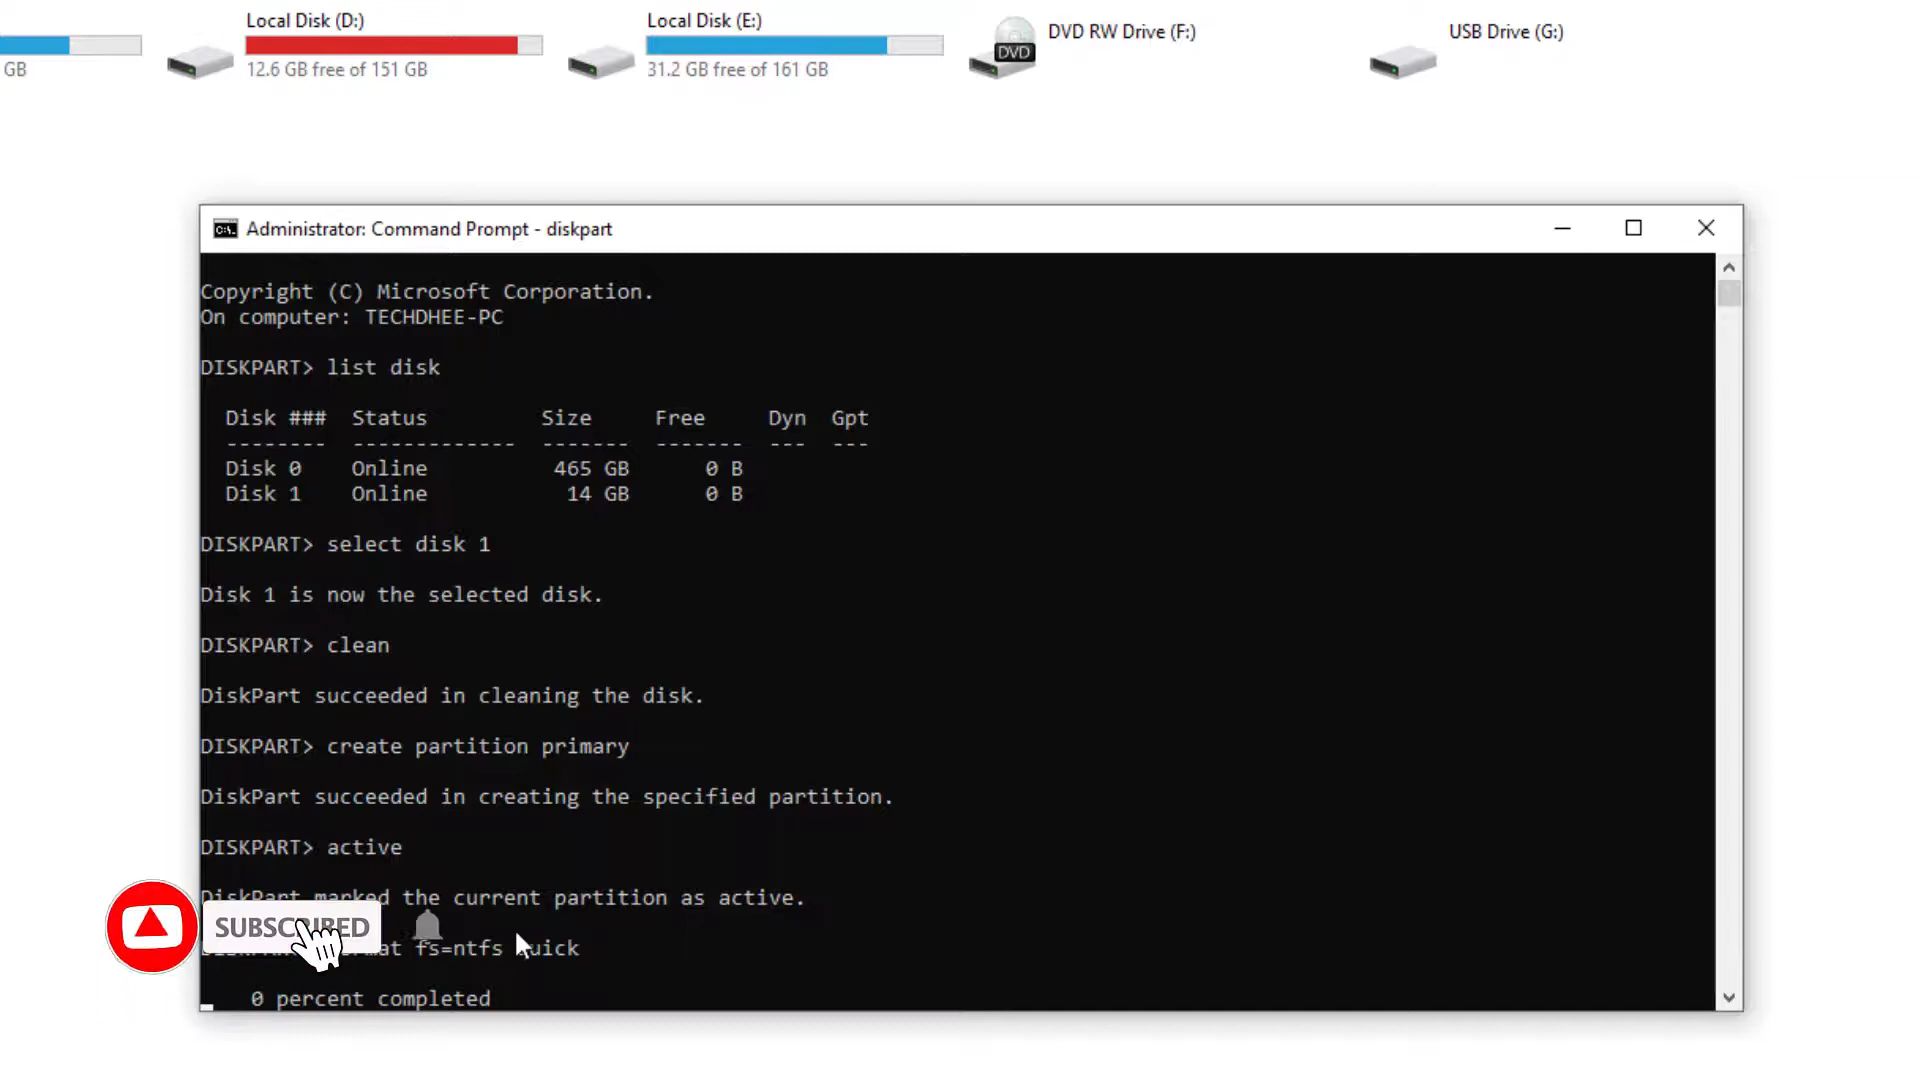 Local Disk (D:)
Local Disk (E:)
DVD RW Drive (F:)
USB Drive (G:)
GB
12.6 GB free of 151 GB
31.2 GB free of 161 GB
DVD
C:\.
Administrator: Command Prompt - diskpart
Copyright (C) Microsoft Corporation.
On computer: TECHDHEE-PC
DISKPART> list disk
Disk ### Status Size Free Dyn Gpt
-------- ------------- ------- ------- --- ---
Disk 0 Online 465 GB 0 B
Disk 1 Online 14 GB 0 B
DISKPART> select disk 1
Disk 1 is now the selected disk.
DISKPART> clean
DiskPart succeeded in cleaning the disk.
DISKPART> create partition primary
DiskPart succeeded in creating the specified partition.
DISKPART> active
DiskPart marked the current partition as active.
SUBSCRIBED
fs=ntfs quick
0 percent completed